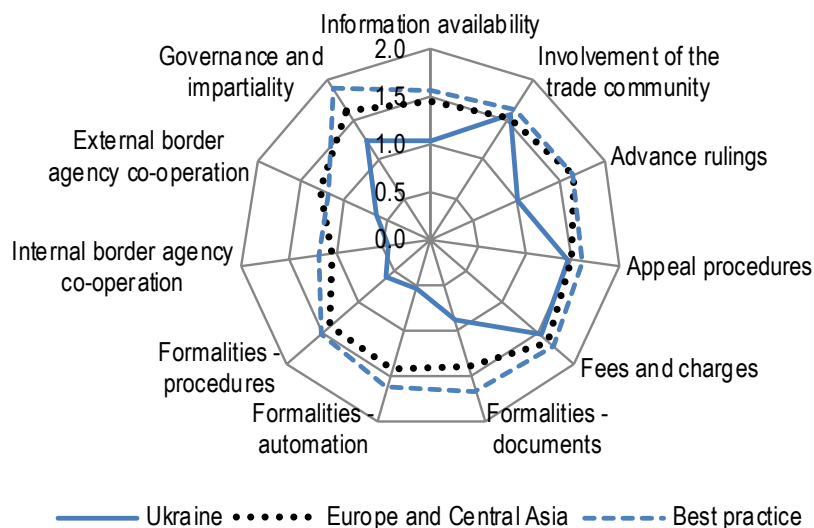 Information availability
2.0
Governance and
impartiality
Involvement of the
trade community
1.5
External border
agency co-operation
1.0
Advance rulings
0.5
Internal border agency
co-operation
0.0
Appeal procedures
Formalities -
procedures
Fees and charges
Formalities -
automation
Formalities -
documents
Ukraine
Europe and Central Asia
Best practice